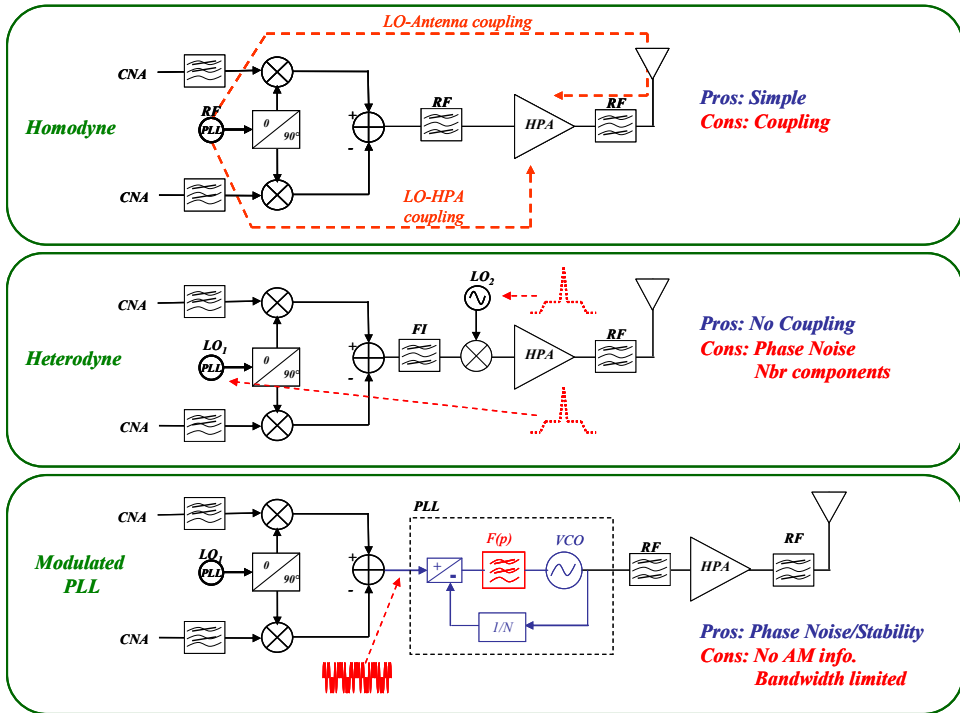 LO-Antenna coupling
CNA
RF
PLL
0
90°
+
-
RF
HPA
RF
Homodyne
CNA
LO-HPA
coupling
Pros: Simple
Cons: Coupling
CNA
LO2
LO1
PLL
0
90°
+
-
FI
HPA
RF
Heterodyne
CNA
Pros: No Coupling
Cons: Phase Noise
Nbr components
CNA
LO1
PLL
0
90°
+
-
PLL
+
-
F(p)
VCO
1/N
RF
HPA
RF
Modulated
PLL
CNA
Pros: Phase Noise/Stability
Cons: No AM info.
Bandwidth limited